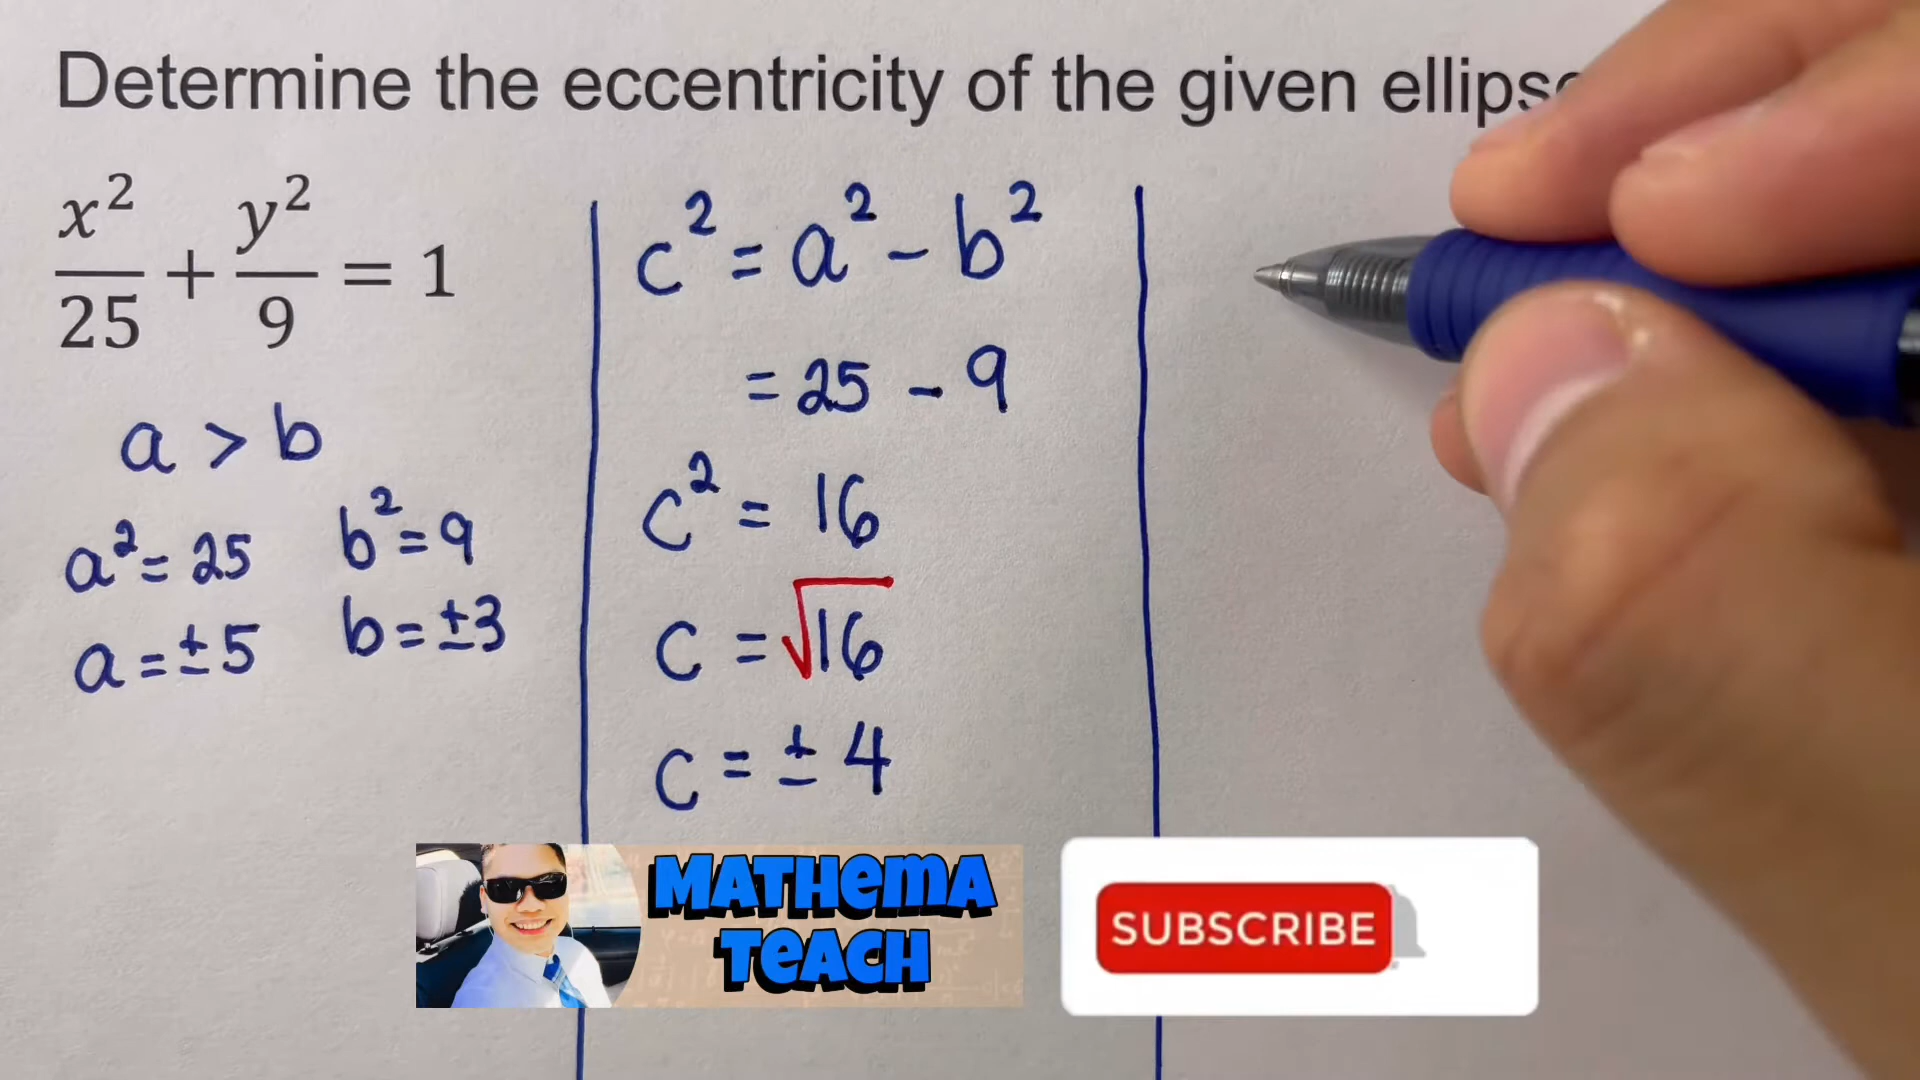 Determine the eccentricity of the given ellips
x²/25 + y²/9 = 1
a > b
a² = 25 b² = 9
a = ±5 b = ±3
c² = a² - b²
= 25 - 9
c² = 16
c = √16
c = ± 4
MATHEMA
TEACH
SUBSCRIBE